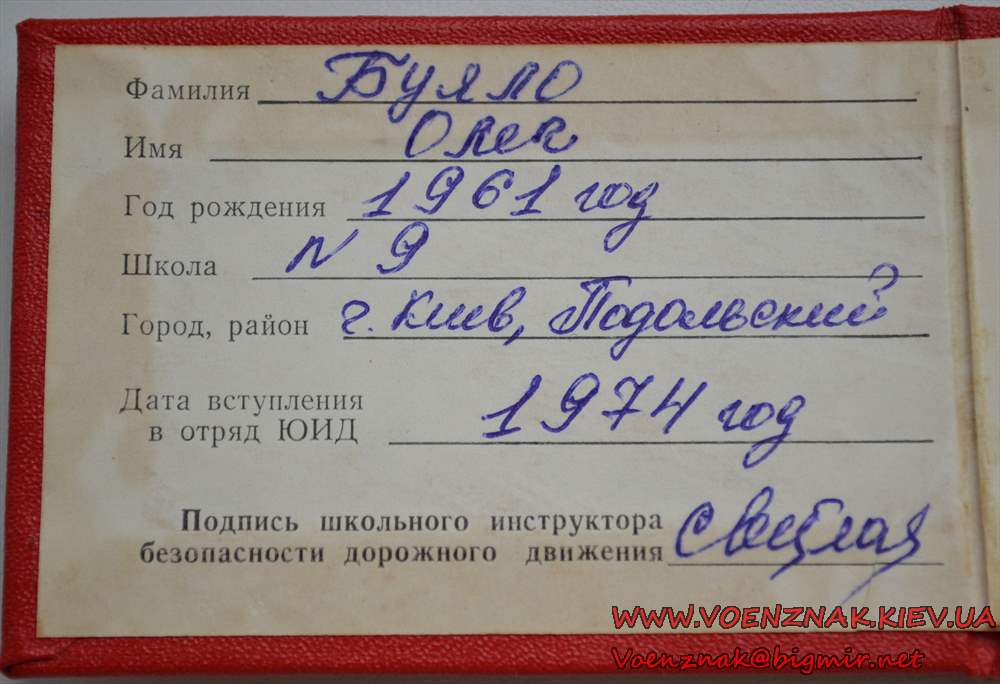 Фамилия Буяло
Имя Олег
Год рождения 1961 год
Школа N 9
Город, район г. Киев, Подольский
Дата вступления
в отряд ЮИД 1974 год
Подпись школьного инструктора
безопасности дорожного движения
WWW.VOENZNAK.KIEV.UA
Voenznak@bigmir.net